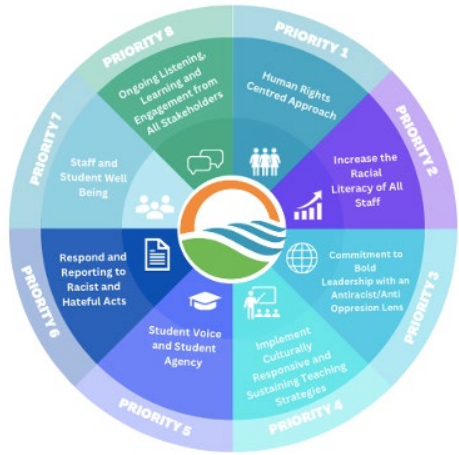 PRIORITY 1
Human Rights
Centred Approach
PRIORITY 2
Increase the
Racial
Literacy of All
Staff
PRIORITY 3
Commitment to
Bold
Leadership with an
Antiracist/Anti
Oppresion Lens
PRIORITY 4
Implement
Culturally
Responsive and
Sustaining Teaching
Strategies
PRIORITY 5
Student Voice
and Student
Agency
PRIORITY 6
Respond and
Reporting to
Racist and
Hateful Acts
PRIORITY 7
Staff and
Student Well
Being
PRIORITY 8
Ongoing Listening,
Learning and
Engagement from
All Stakeholders